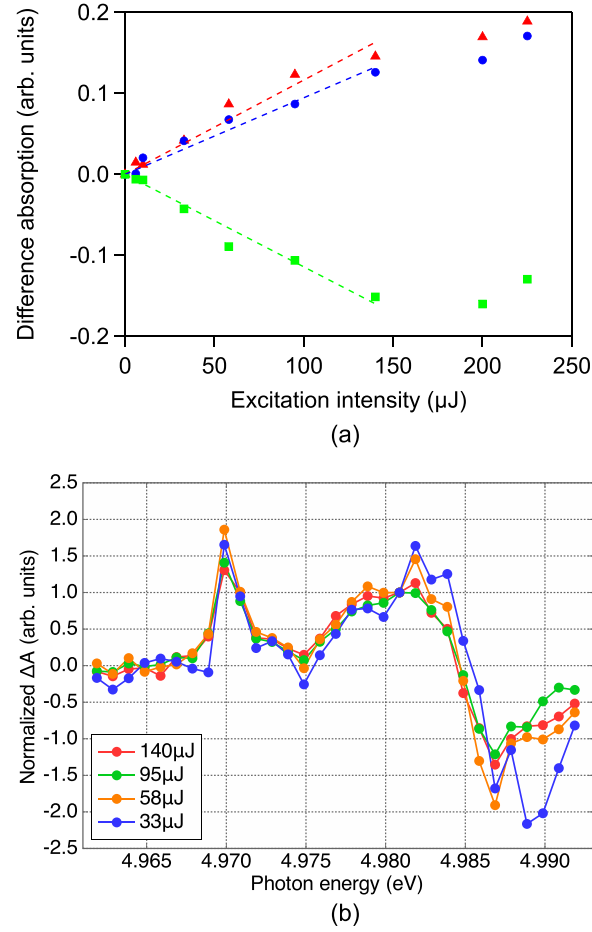 Difference absorption (arb. units)
0.2
0.1
0.0
-0.1
-0.2
0 50 100 150 200 250
Excitation intensity (μJ)
(a)
Normalized ΔA (arb. units)
2.5
2.0
1.5
1.0
0.5
0.0
-0.5
-1.0
-1.5
-2.0
-2.5
140μJ
95μJ
58μJ
33μJ
4.965 4.970 4.975 4.980 4.985 4.990
Photon energy (eV)
(b)